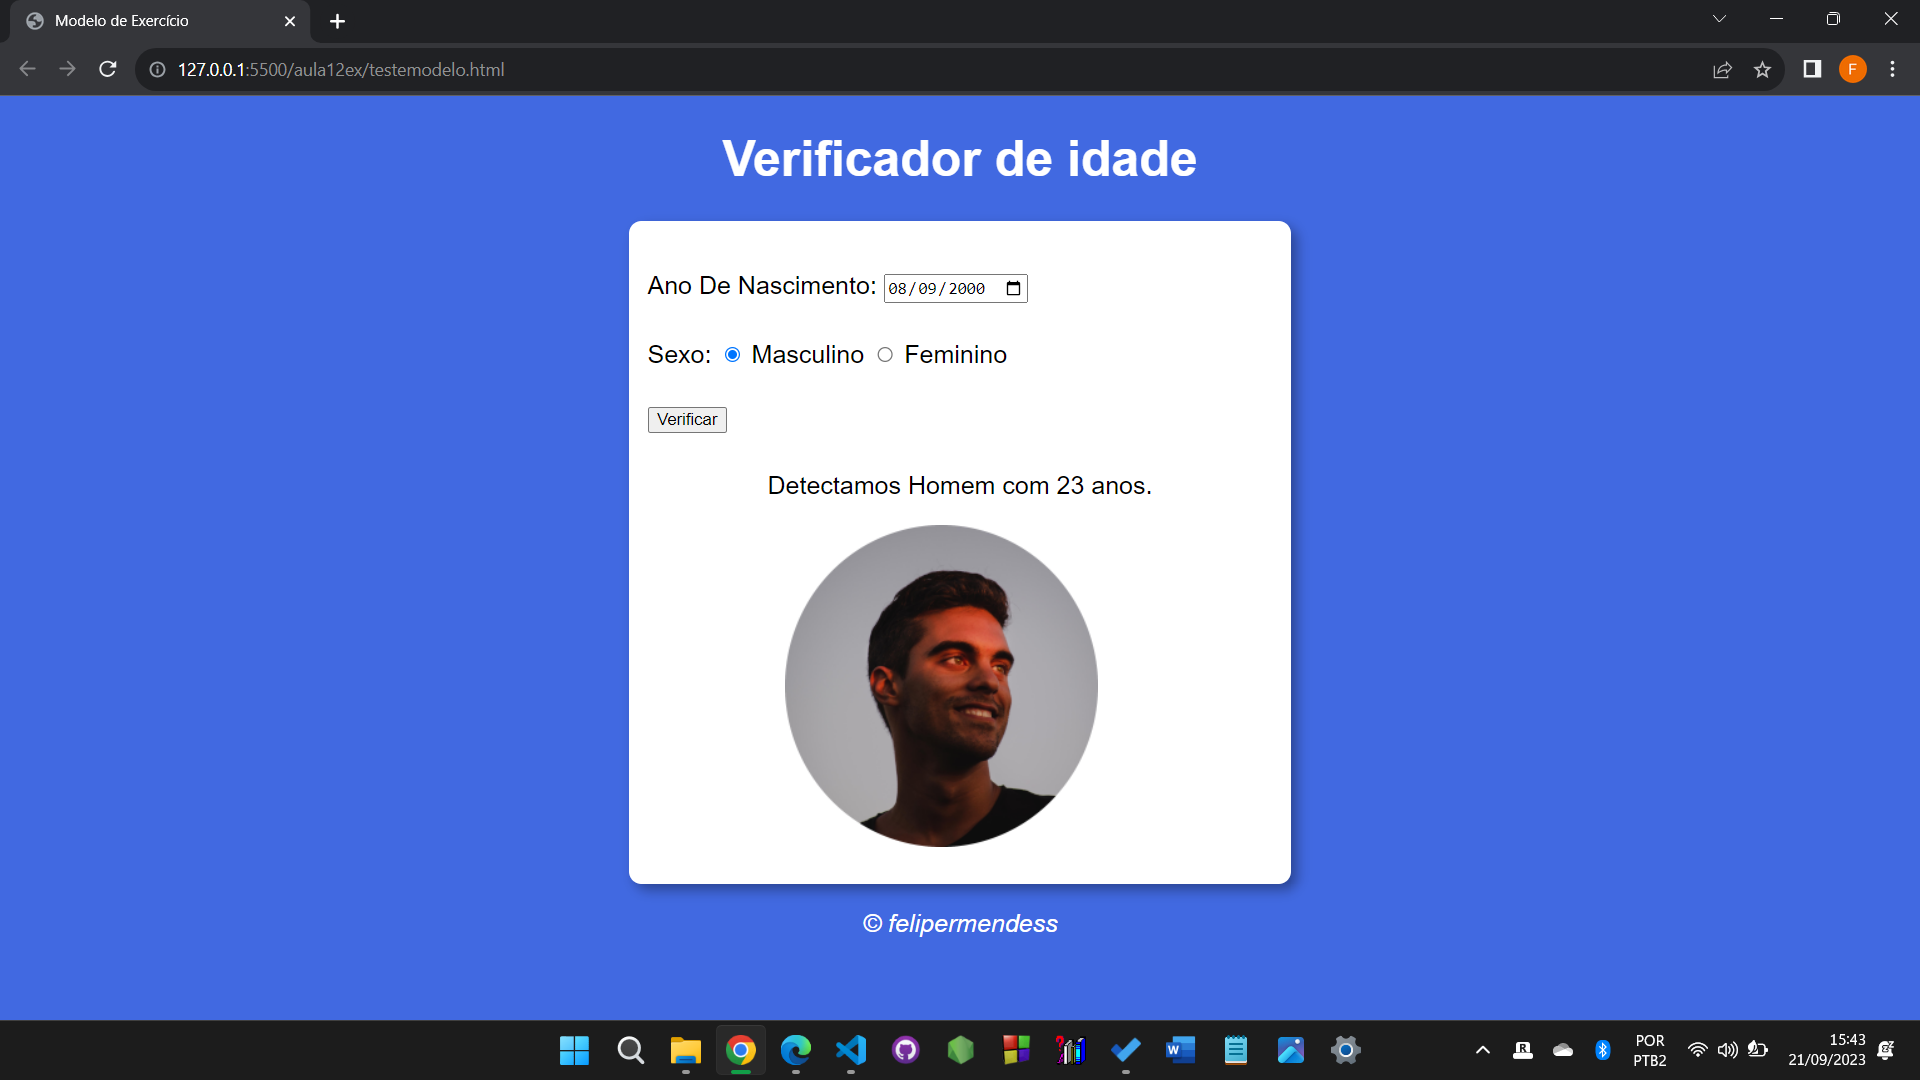 Modelo de Exercício
127.0.0.1:5500/aula12ex/testemodelo.html
F
Verificador de idade
Ano De Nascimento: 08/09/2000
Sexo: Masculino Feminino
Verificar
Detectamos Homem com 23 anos.
© felipermendess
POR
PTB2
15:43
21/09/2023